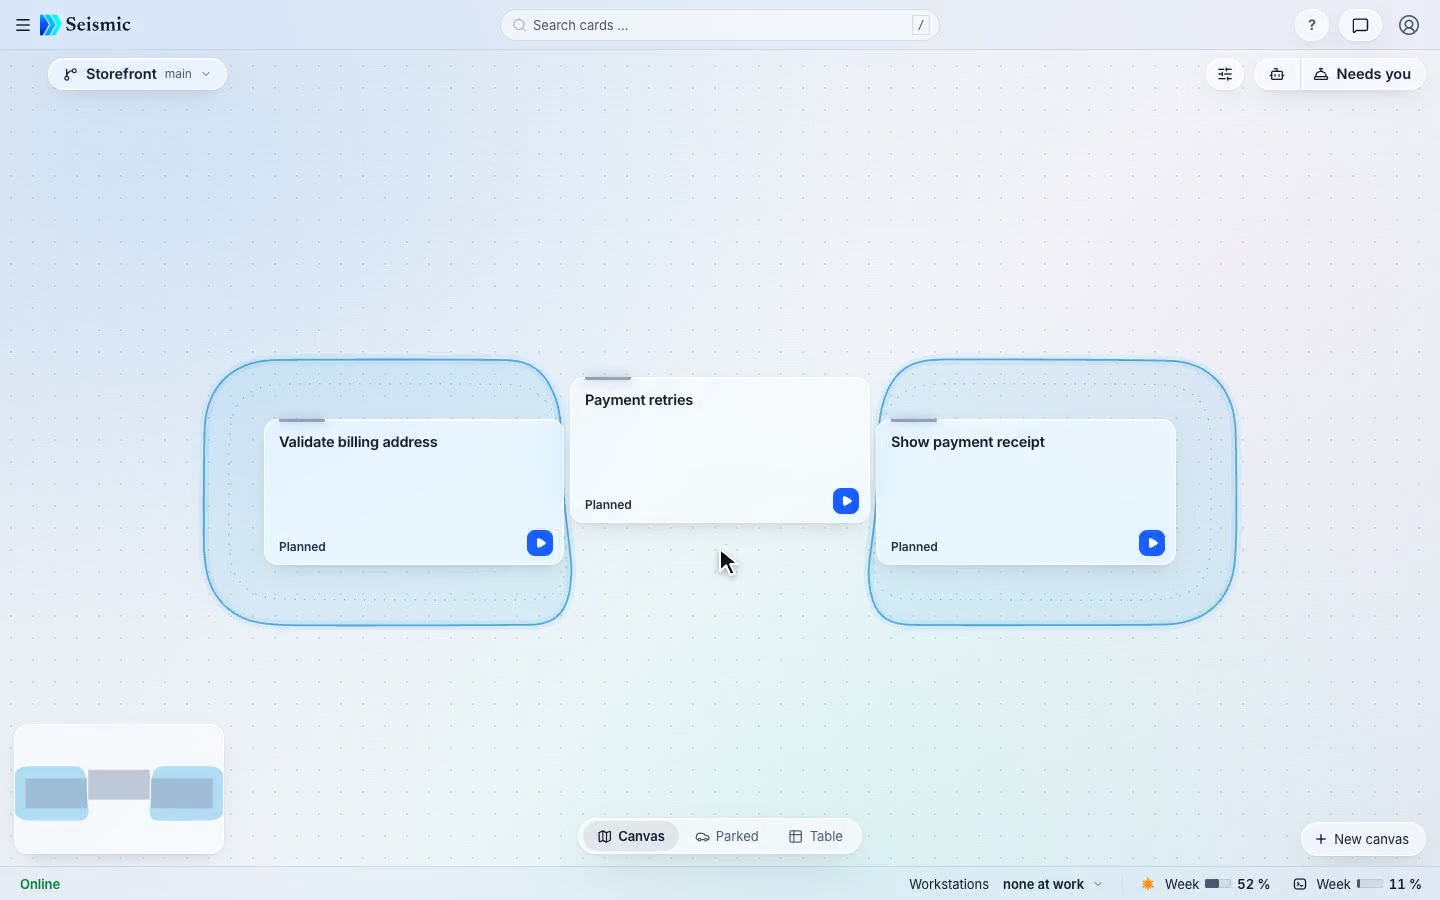 Seismic
Search cards ...
/
?
Storefront main
Needs you
Payment retries
Planned
Validate billing address
Planned
Show payment receipt
Planned
Canvas
Parked
Table
New canvas
Online
Workstations none at work
Week 52 %
Week 11 %